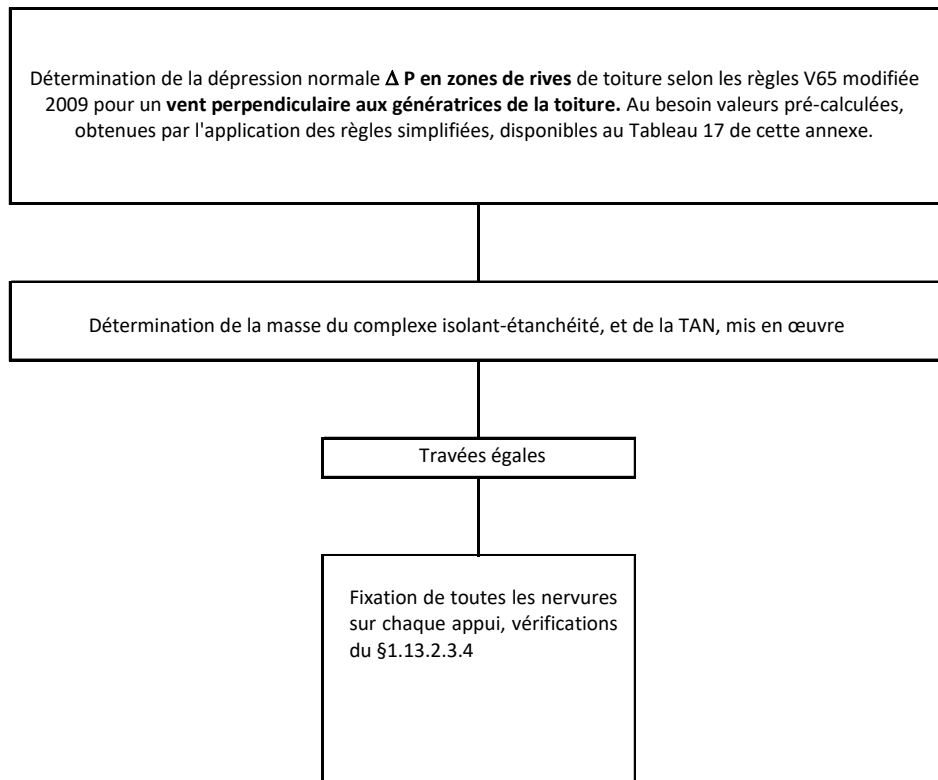 Détermination de la dépression normale Δ P en zones de rives de toiture selon les règles V65 modifiée
2009 pour un vent perpendiculaire aux génératrices de la toiture. Au besoin valeurs pré-calculées,
obtenues par l'application des règles simplifiées, disponibles au Tableau 17 de cette annexe.
Détermination de la masse du complexe isolant-étanchéité, et de la TAN, mis en œuvre
Travées égales
Fixation de toutes les nervures
sur chaque appui, vérifications
du §1.13.2.3.4